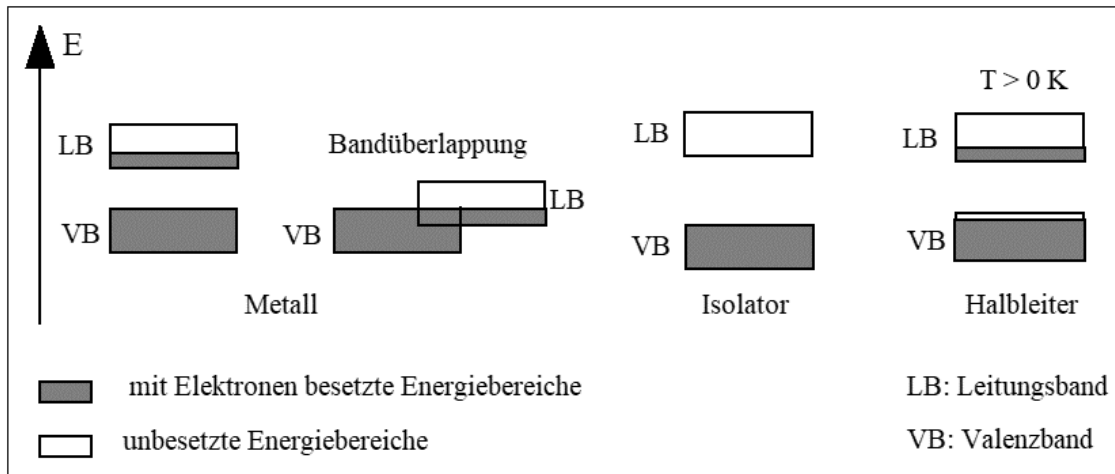 E
T > 0 K
LB
Bandüberlappung
LB
LB
LB
VB
VB
VB
VB
Metall
Isolator
Halbleiter
mit Elektronen besetzte Energiebereiche
LB: Leitungsband
unbesetzte Energiebereiche
VB: Valenzband